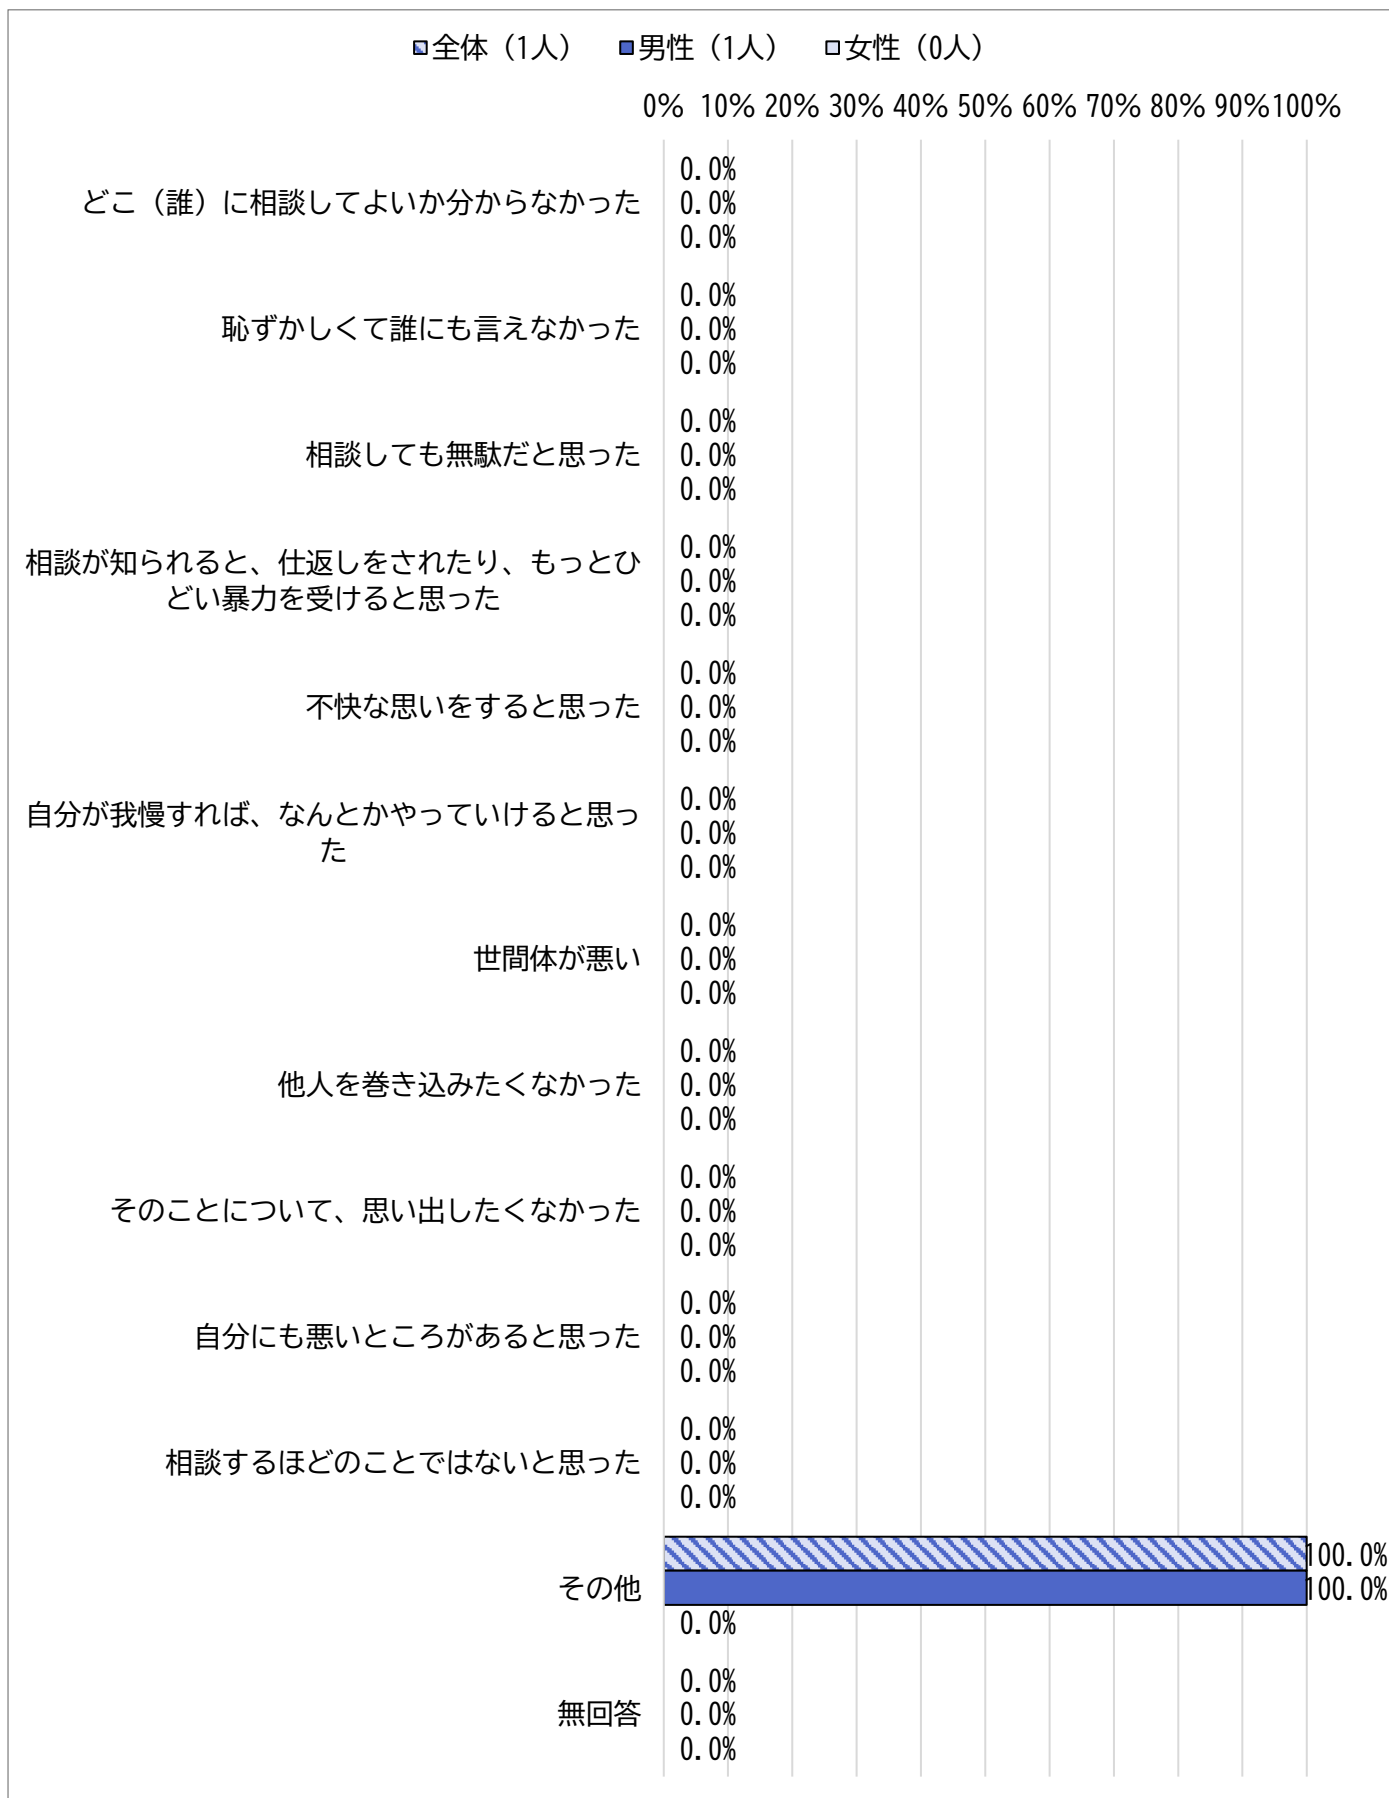 全体（1人） 男性（1人） 女性（0人）
0% 10% 20% 30% 40% 50% 60% 70% 80% 90% 100%
0.0%
どこ（誰）に相談してよいか分からなかった 0.0%
0.0%
0.0%
恥ずかしくて誰にも言えなかった 0.0%
0.0%
0.0%
相談しても無駄だと思った 0.0%
0.0%
0.0%
相談が知られると、仕返しをされたり、もっとひ
0.0%
どい暴力を受けると思った
0.0%
0.0%
不快な思いをすると思った 0.0%
0.0%
0.0%
自分が我慢すれば、なんとかやっていけると思っ
0.0%
た
0.0%
0.0%
世間体が悪い 0.0%
0.0%
0.0%
他人を巻き込みたくなかった 0.0%
0.0%
0.0%
そのことについて、思い出したくなかった 0.0%
0.0%
0.0%
自分にも悪いところがあると思った 0.0%
0.0%
0.0%
相談するほどのことではないと思った 0.0%
0.0%
100.0%
その他 100.0%
0.0%
0.0%
無回答 0.0%
0.0%